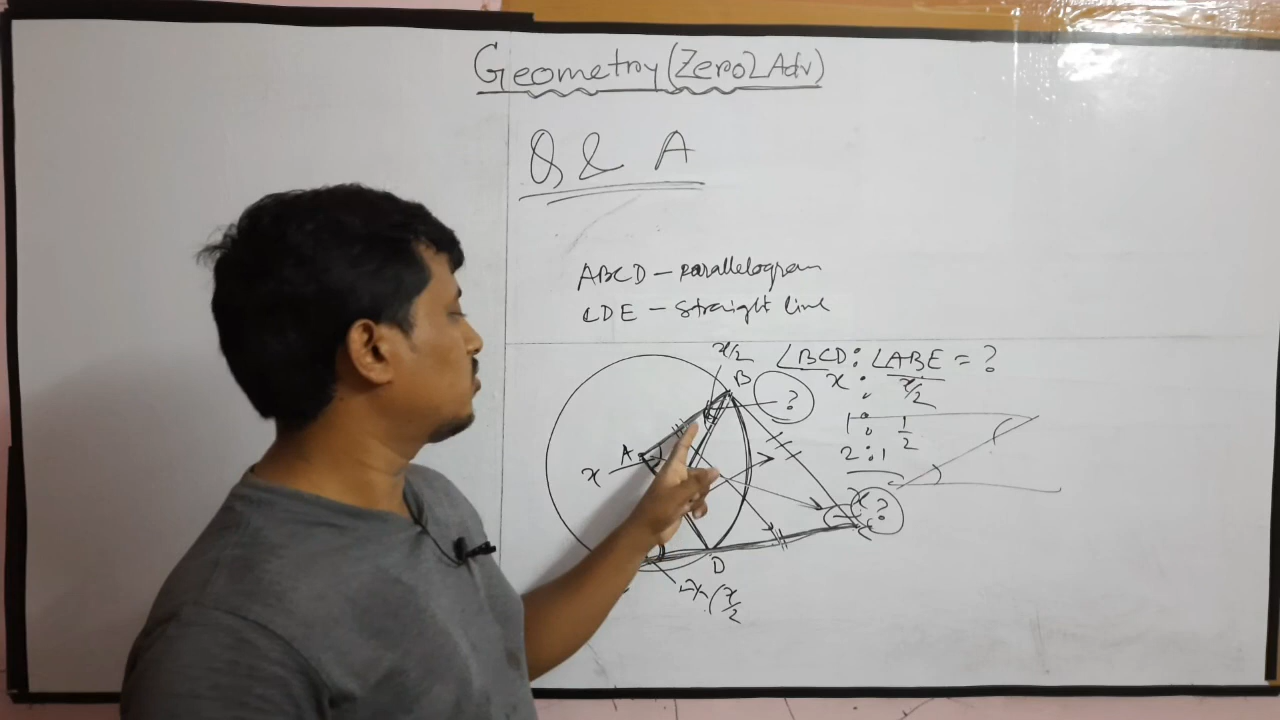 Geometry (Zero2Adv)
Q & A
ABCD – parallelogram
CDE – straight line
∠BCD : ∠ABE = ?
x : x/2
1 : 1/2
2 : 1
x/2
B
?
A
x
x
?
C
D
x/2